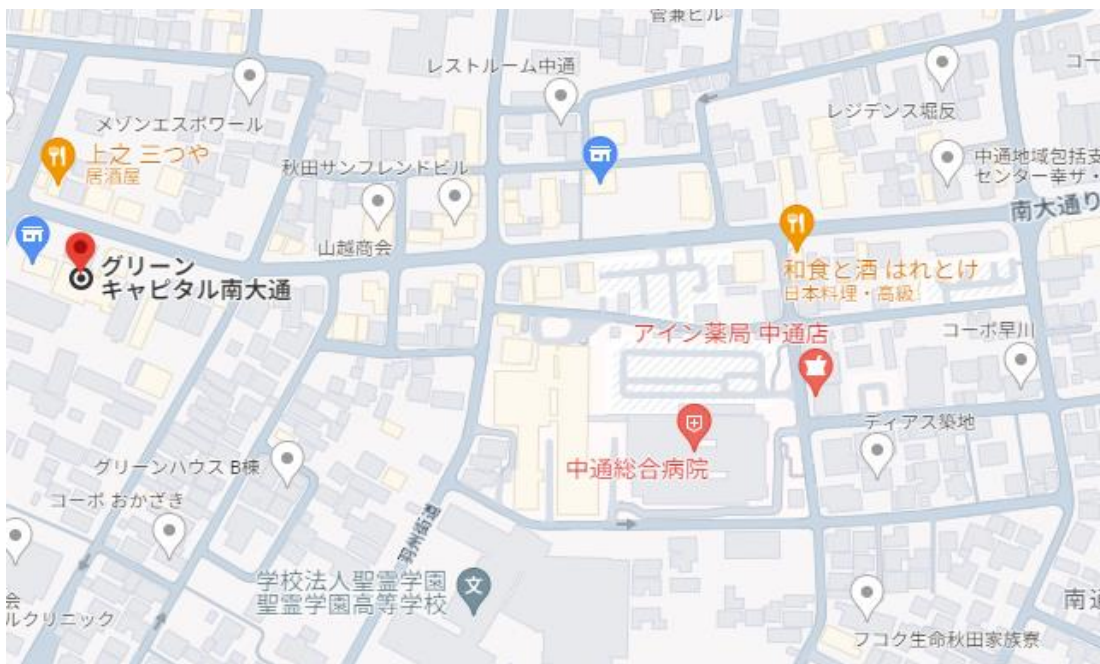 菅兼ビル
レストルーム中通
コー
レジデンス堀反
メゾンエスポワール
上之 三つや
居酒屋
秋田サンフレンドビル
中通地域包括支
センター幸ザ・
南大通り
山越商会
グリーン
キャピタル南大通
和食と酒 はれとけ
日本料理・高級
アイン薬局 中通店
コーポ早川
ディアス築地
中通総合病院
グリーンハウス B棟
コーポ おかざき
学校法人聖霊学園
聖霊学園高等学校
会
ルクリニック
南通
フコク生命秋田家族寮